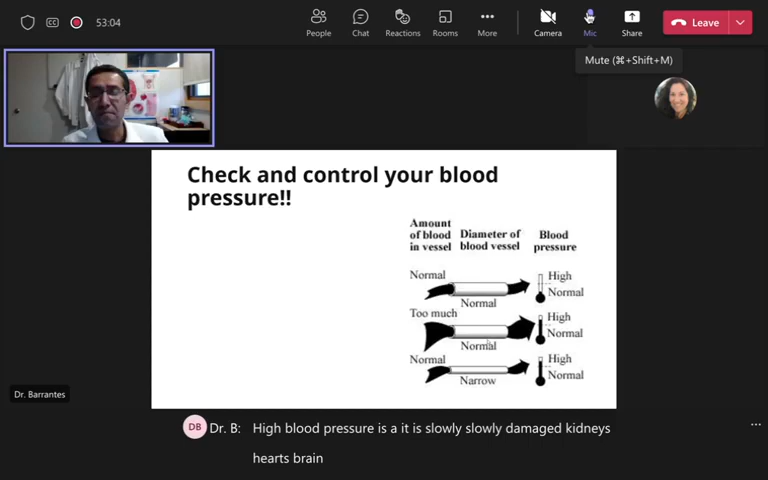 53:04
People
Chat
Reactions
Rooms
More
Camera
Mic
Share
Leave
Mute (⌘+Shift+M)
Check and control your blood
pressure!!
Amount
of blood
in vessel
Diameter of
blood vessel
Blood
pressure
Normal
Normal
High
Normal
Too much
Normal
High
Normal
Normal
Narrow
High
Normal
Dr. Barrantes
DB
Dr. B: High blood pressure is a it is slowly slowly damaged kidneys
hearts brain